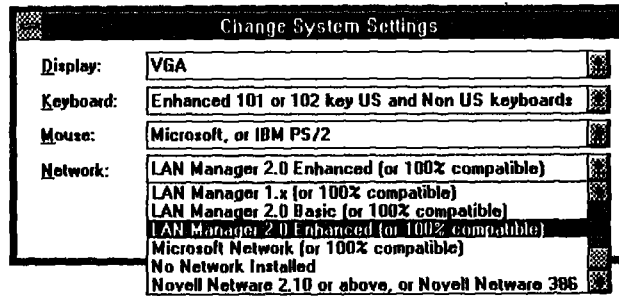 Change System Settings
Display: VGA
Keyboard: Enhanced 101 or 102 key US and Non US keyboards
Mouse: Microsoft, or IBM PS/2
Network: LAN Manager 2.0 Enhanced (or 100% compatible)
LAN Manager 1.x (or 100% compatible)
LAN Manager 2.0 Basic (or 100% compatible)
LAN Manager 2.0 Enhanced (or 100% compatible)
Microsoft Network (or 100% compatible)
No Network Installed
Novell Netware 2.10 or above, or Novell Netware 386